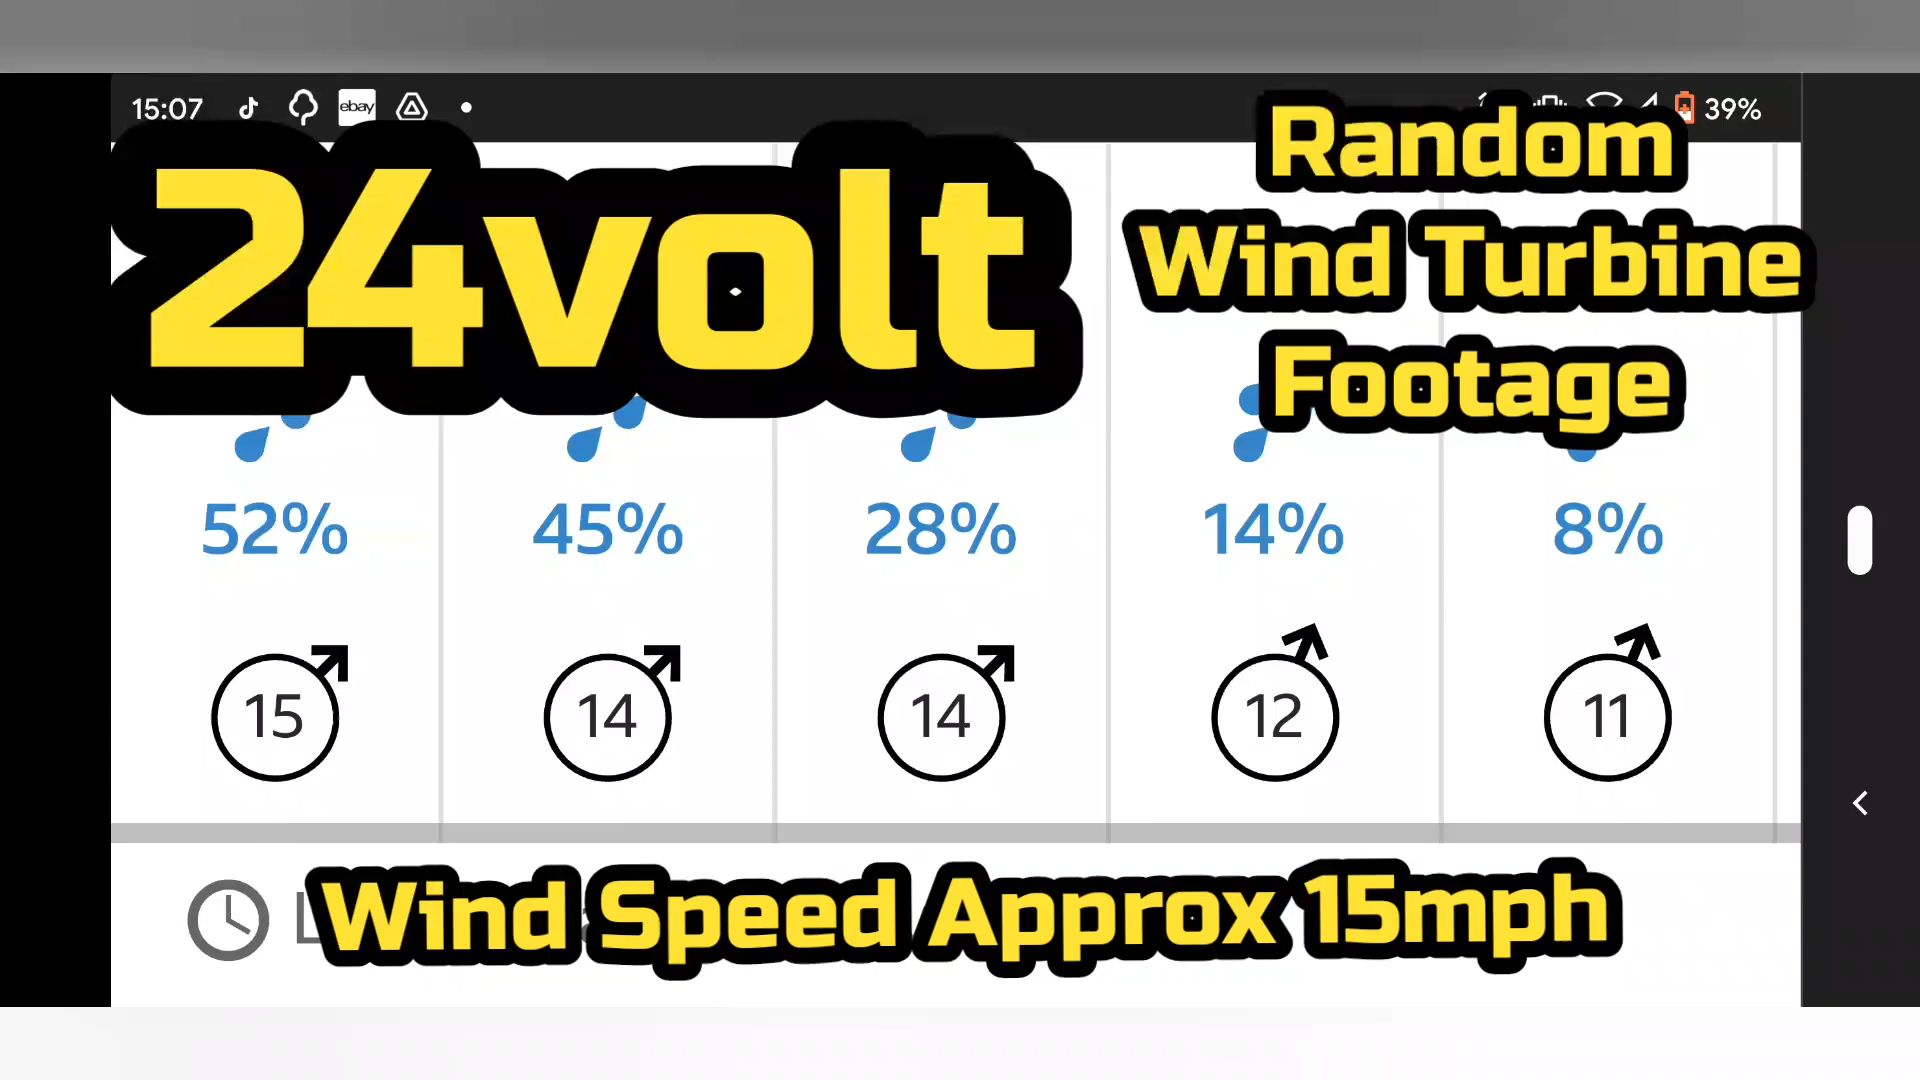 15:07 ebay 39%
24volt
Random
Wind Turbine
Footage
52% 45% 28% 14% 8%
15 14 14 12 11
Wind Speed Approx 15mph